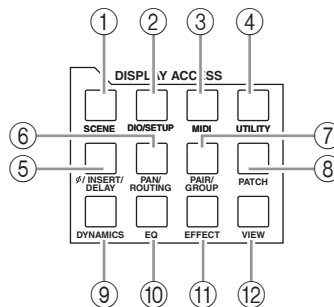 ① ② ③ ④
DISPLAY ACCESS
SCENE DIO/SETUP MIDI UTILITY
⑥ ⑦
⑤ ⑧
ø/ INSERT/ DELAY PAN/ ROUTING PAIR/ GROUP PATCH
DYNAMICS EQ EFFECT VIEW
⑨ ⑩ ⑪ ⑫